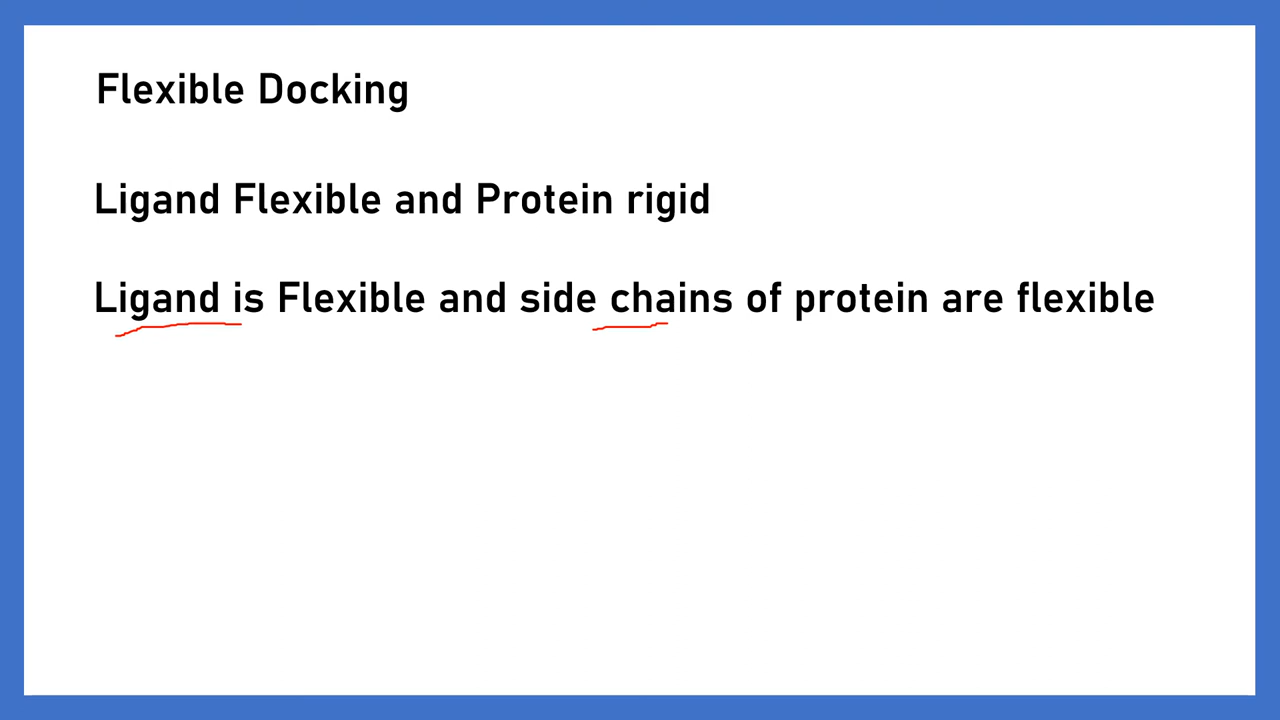 Flexible Docking
Ligand Flexible and Protein rigid
Ligand is Flexible and side chains of protein are flexible